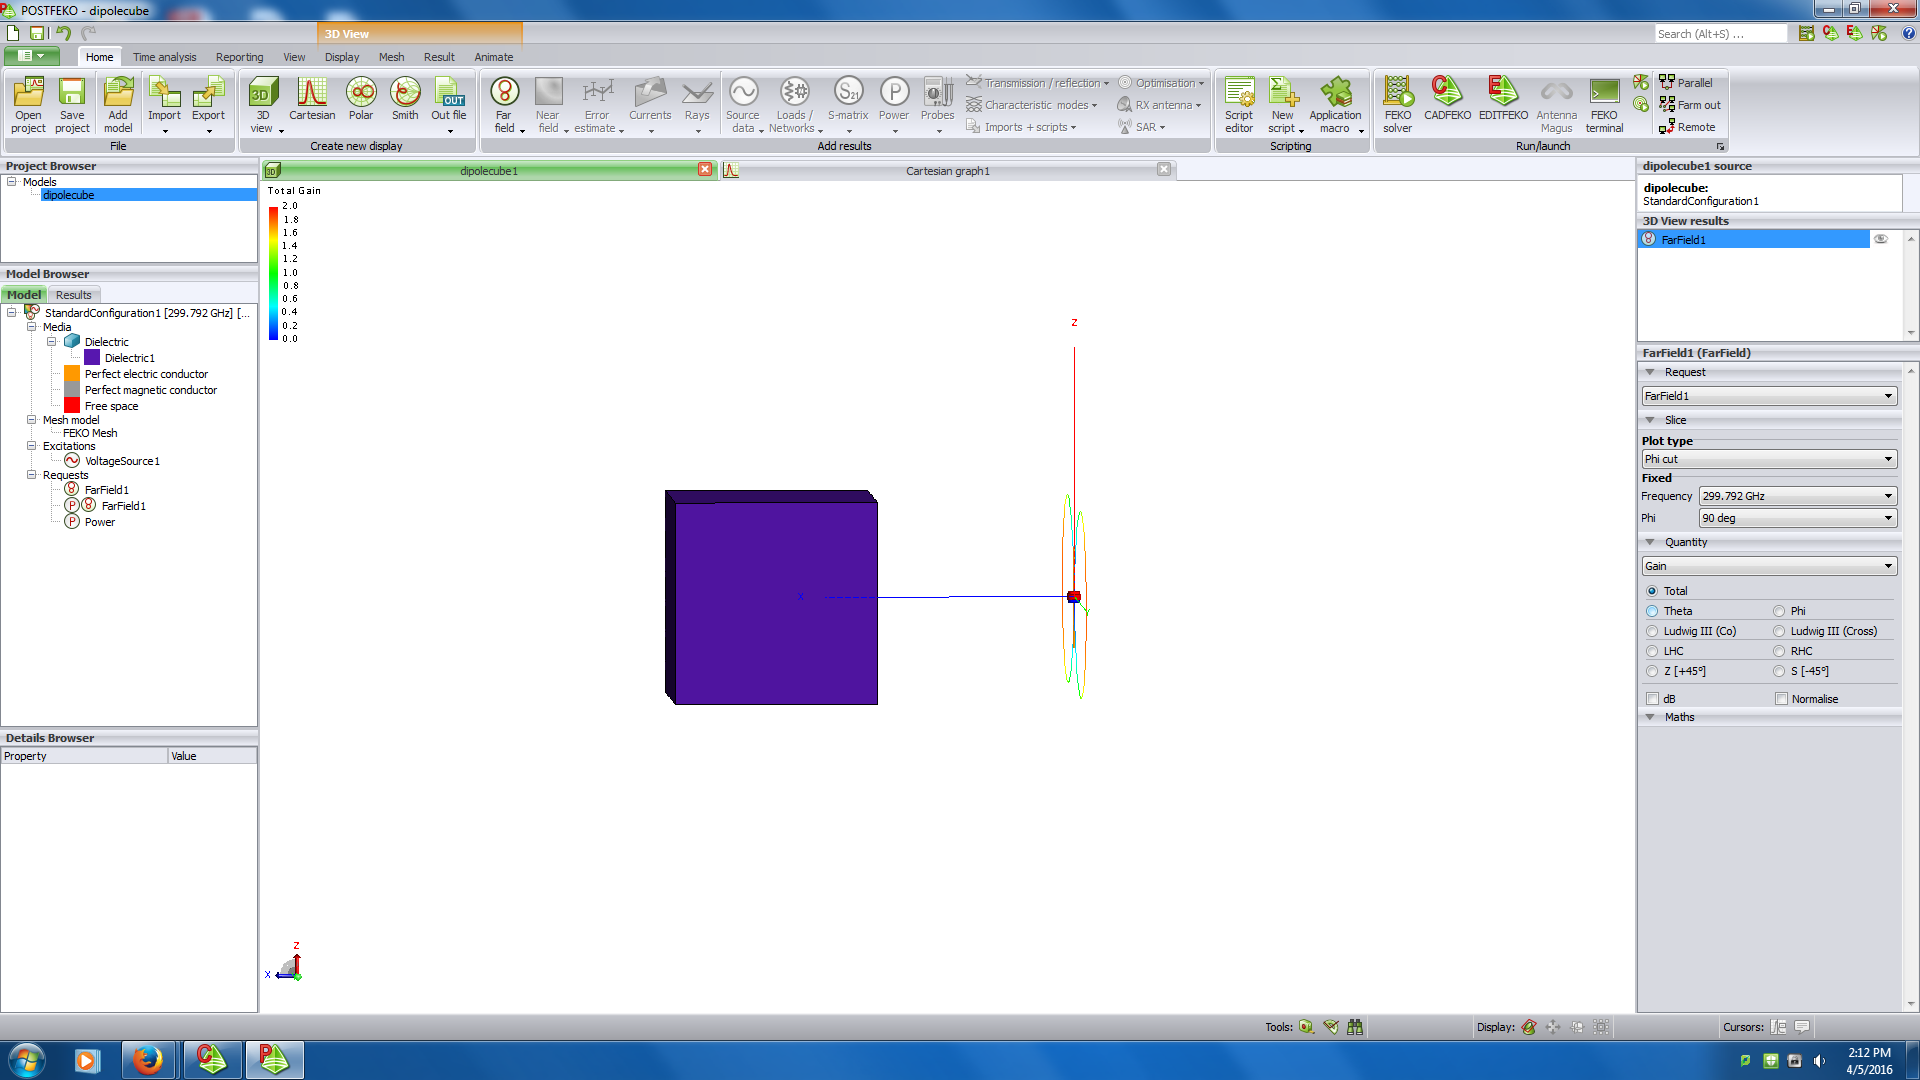 POSTFEKO - dipolecube
3D View
Search (Alt+S) ...
Home
Time analysis
Reporting
View
Display
Mesh
Result
Animate
Open project
Save project
Add model
Import
Export
3D view
Cartesian
Polar
Smith
Out file
Far field
Near field
Error estimate
Currents
Rays
Source data
Loads / Networks
S-matrix
Power
Probes
Transmission / reflection
Characteristic modes
Imports + scripts
Optimisation
RX antenna
SAR
Script editor
New script
Application macro
FEKO solver
CADFEKO
EDITFEKO
Antenna Magus
FEKO terminal
Parallel
Farm out
Remote
File
Create new display
Add results
Scripting
Run/launch
Project Browser
Models
dipolecube
Model Browser
Model
Results
StandardConfiguration1 [299.792 GHz] [...
Media
Dielectric
Dielectric1
Perfect electric conductor
Perfect magnetic conductor
Free space
Mesh model
FEKO Mesh
Excitations
VoltageSource1
Requests
FarField1
FarField1
Power
Details Browser
Property
Value
dipolecube1
Cartesian graph1
Total Gain
2.0
1.8
1.6
1.4
1.2
1.0
0.8
0.6
0.4
0.2
0.0
Z
X
Y
Z
X
dipolecube1 source
dipolecube:
StandardConfiguration1
3D View results
FarField1
FarField1 (FarField)
Request
FarField1
Slice
Plot type
Phi cut
Fixed
Frequency 299.792 GHz
Phi 90 deg
Quantity
Gain
Total
Theta Phi
Ludwig III (Co) Ludwig III (Cross)
LHC RHC
Z [+45°] S [-45°]
dB Normalise
Maths
Tools:
Display:
Cursors:
2:12 PM
4/5/2016